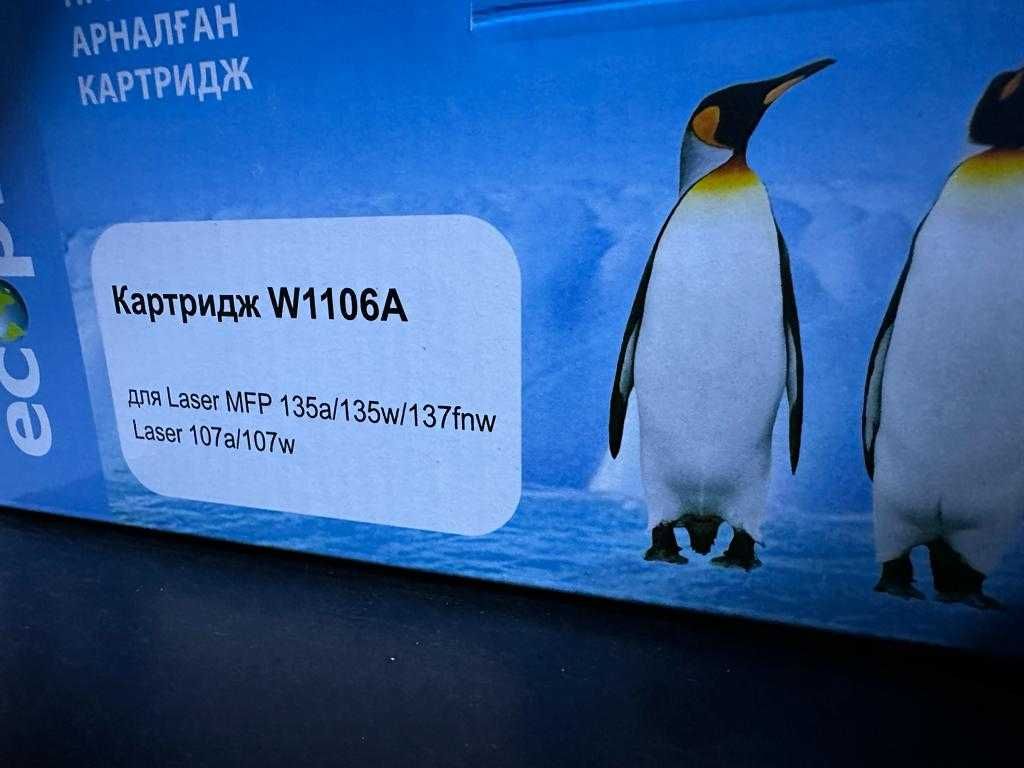 АРНАЛҒАН
КАРТРИДЖ
Картридж W1106A
для Laser MFP 135a/135w/137fnw
Laser 107a/107w